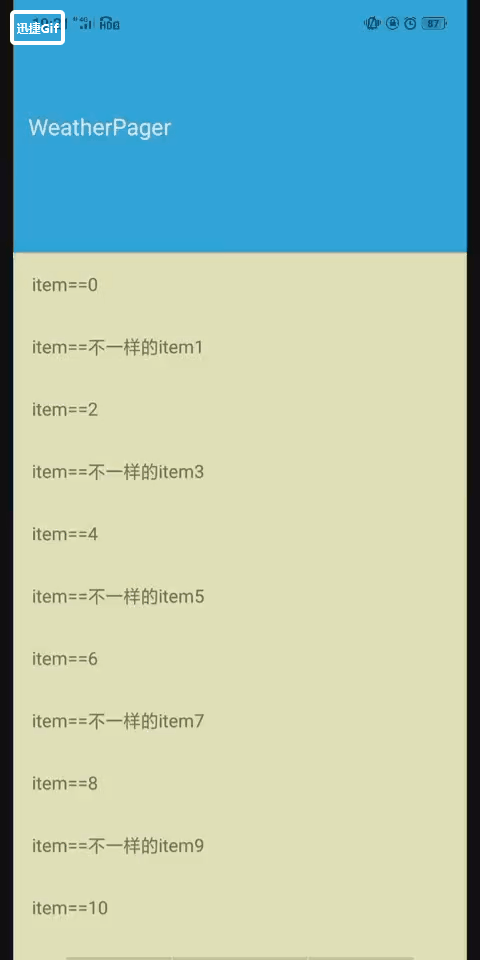 迅捷Gif
87
WeatherPager
item==0
item==不一样的item1
item==2
item==不一样的item3
item==4
item==不一样的item5
item==6
item==不一样的item7
item==8
item==不一样的item9
item==10